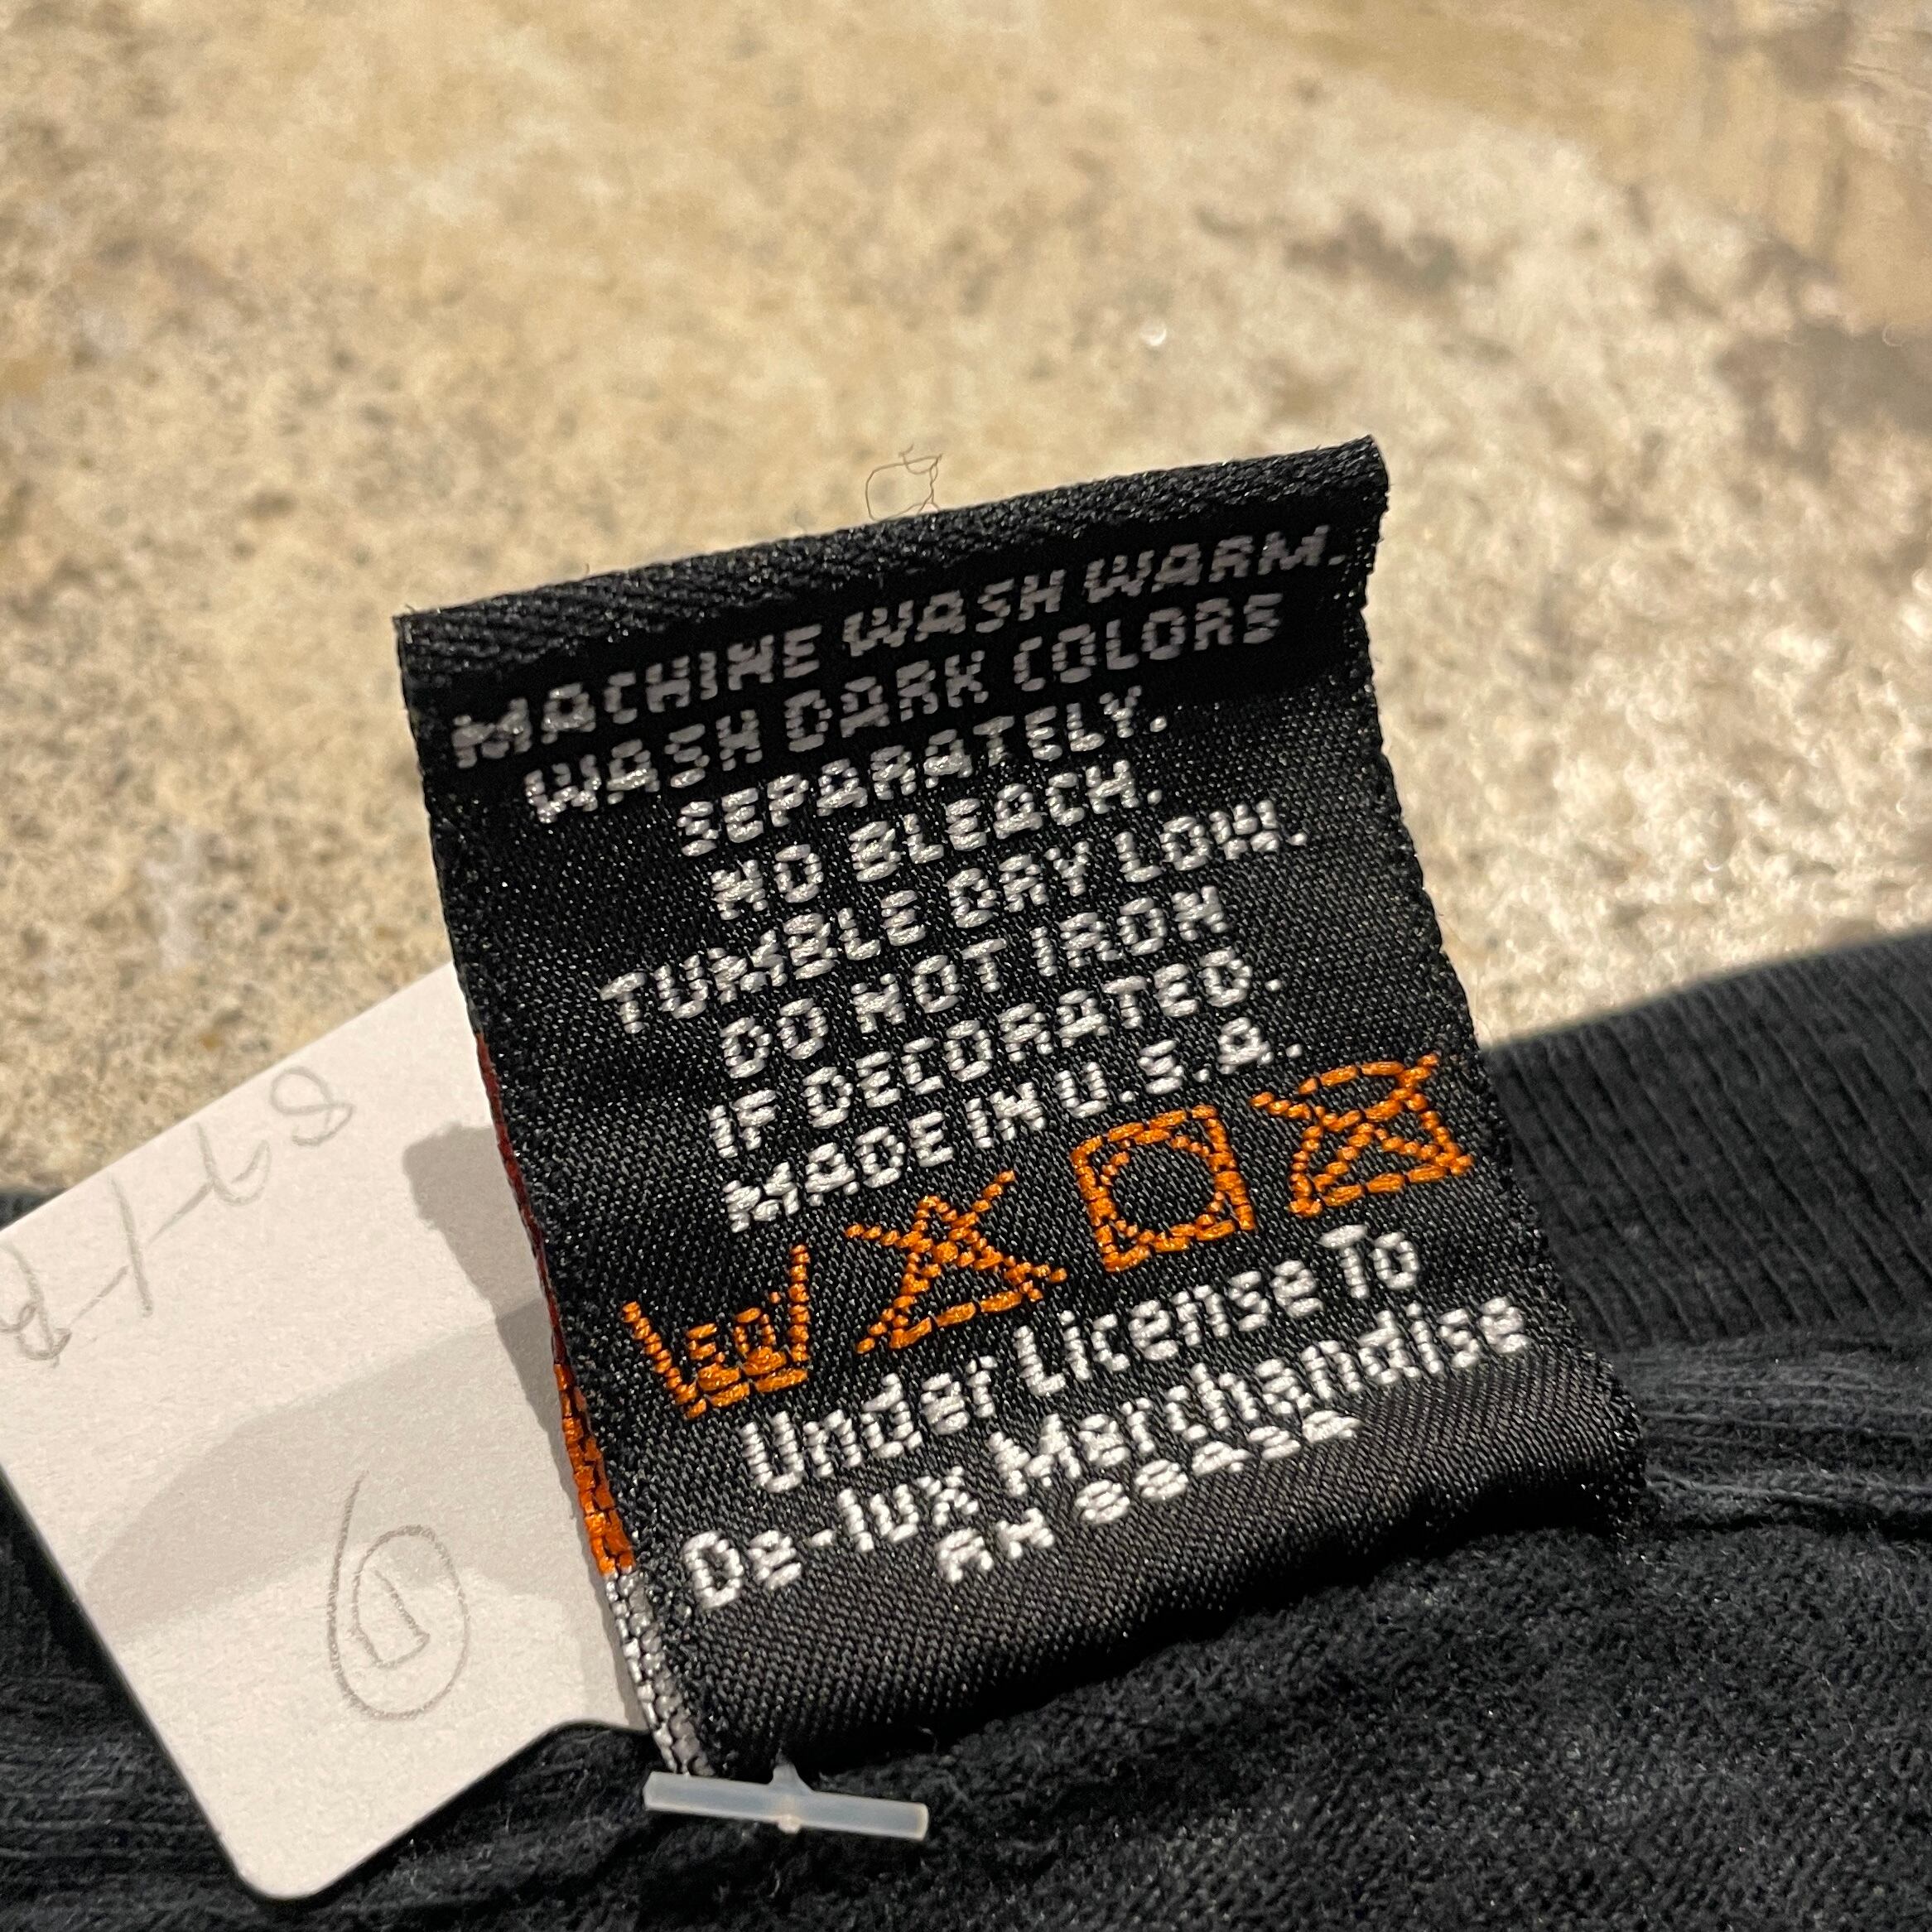 MACHINE WASH WARM.
WASH DARK COLORS
SEPARATELY.
NO BLEACH.
TUMBLE DRY LOW.
DO NOT IRON
IF DECORATED.
MADE IN U.S.A.
Under License To
De-lux Merchandise